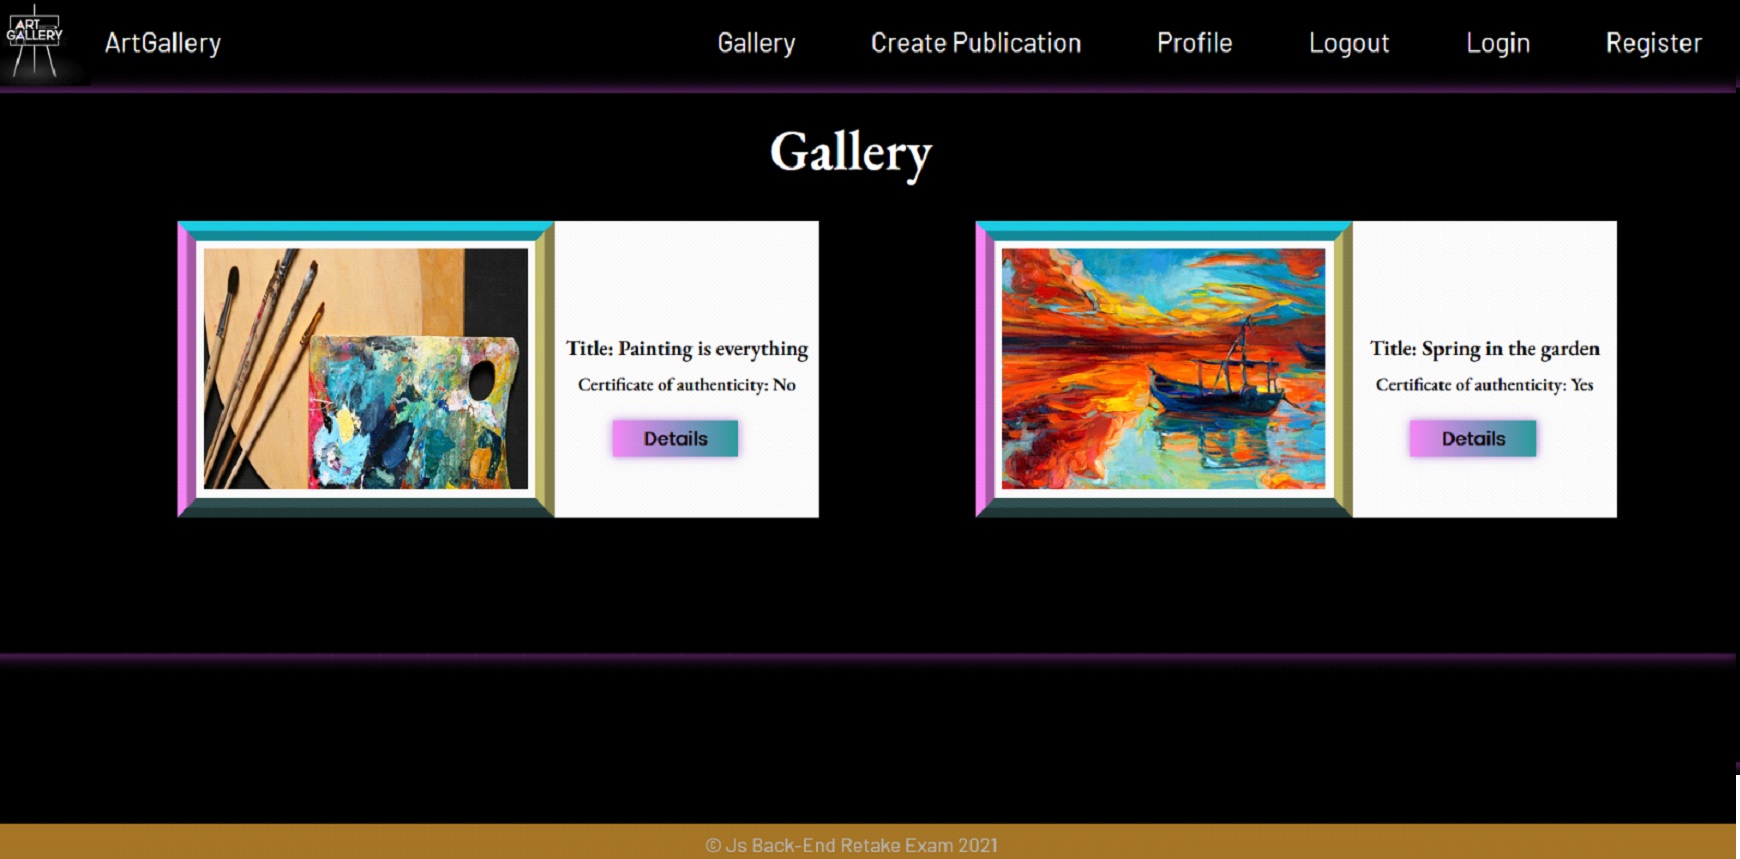 ART
GALLERY
ArtGallery
Gallery
Create Publication
Profile
Logout
Login
Register
Gallery
Title: Painting is everything
Certificate of authenticity: No
Details
Title: Spring in the garden
Certificate of authenticity: Yes
Details
© Js Back-End Retake Exam 2021